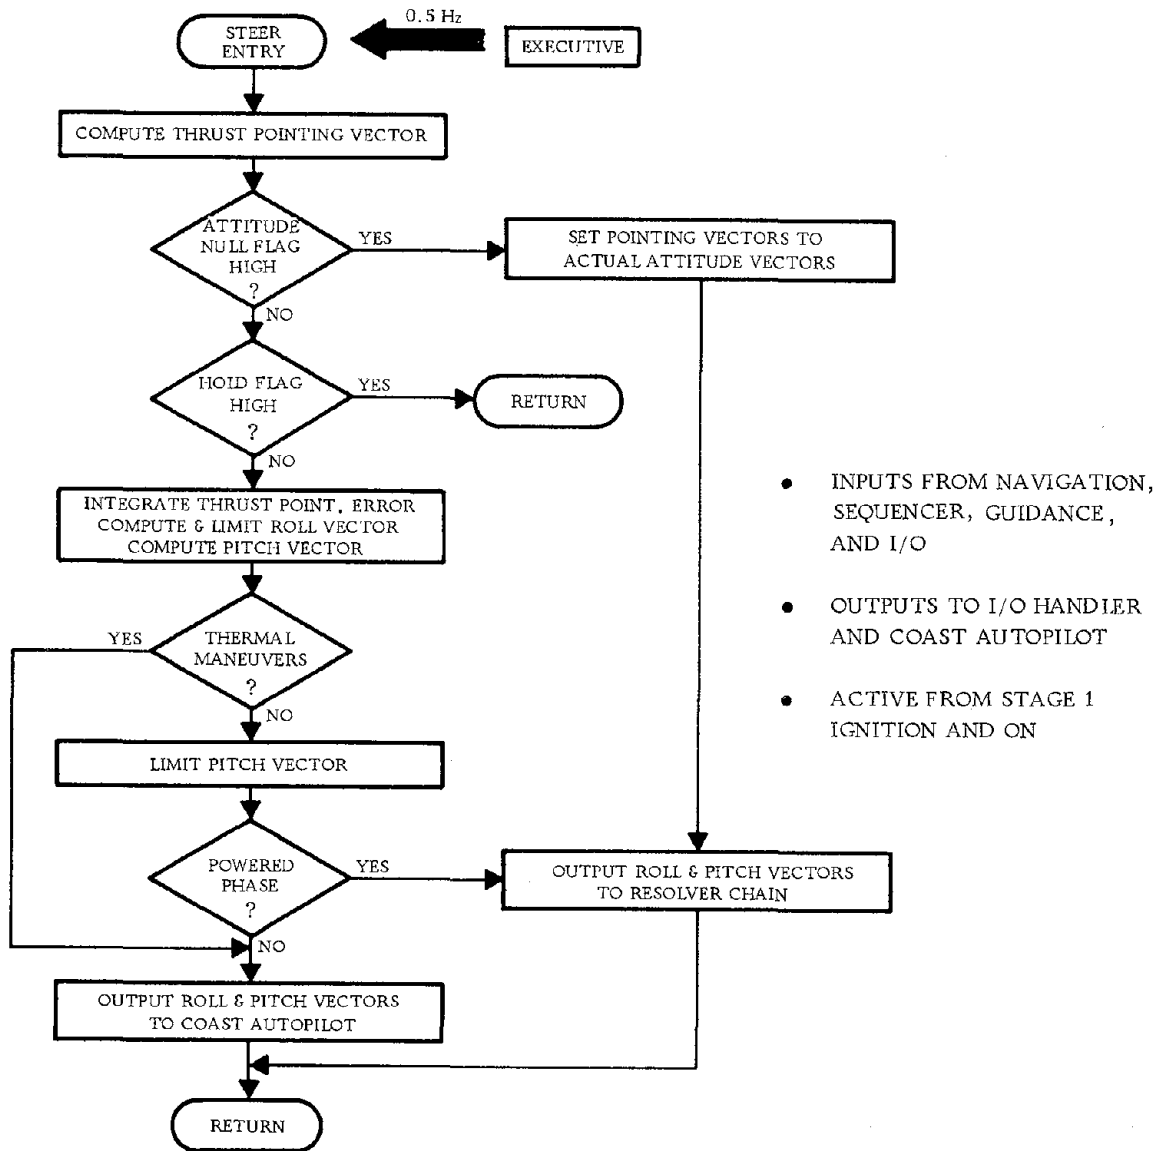 0.5 Hz
STEER
ENTRY
EXECUTIVE
COMPUTE THRUST POINTING VECTOR
ATTITUDE
NULL FLAG
HIGH
?
YES
SET POINTING VECTORS TO
ACTUAL ATTITUDE VECTORS
NO
HOLD FLAG
HIGH
?
YES
RETURN
NO
INTEGRATE THRUST POINT. ERROR
COMPUTE & LIMIT ROLL VECTOR
COMPUTE PITCH VECTOR
• INPUTS FROM NAVIGATION,
SEQUENCER, GUIDANCE,
AND I/O
• OUTPUTS TO I/O HANDLER
AND COAST AUTOPILOT
• ACTIVE FROM STAGE 1
IGNITION AND ON
YES
THERMAL
MANEUVERS
?
NO
LIMIT PITCH VECTOR
POWERED
PHASE
?
YES
OUTPUT ROLL & PITCH VECTORS
TO RESOLVER CHAIN
NO
OUTPUT ROLL & PITCH VECTORS
TO COAST AUTOPILOT
RETURN